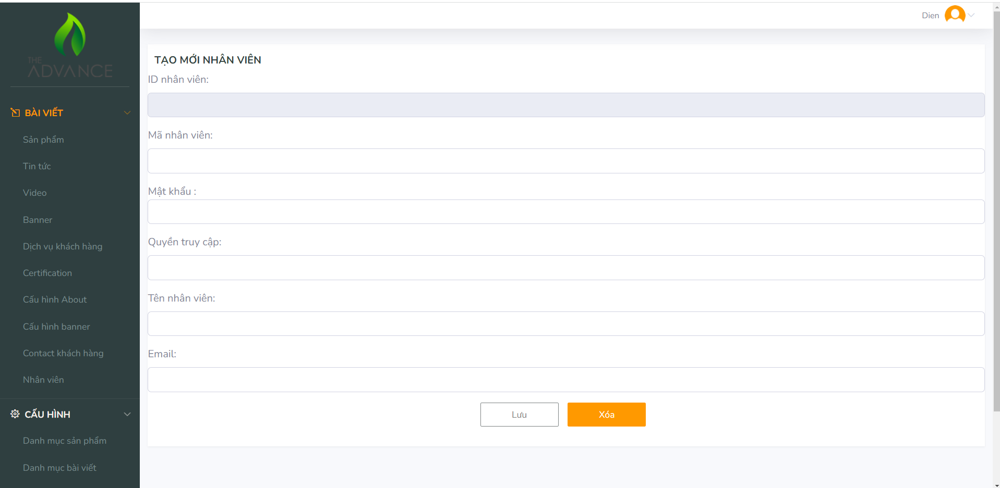 THE
ADVANCE
BÀI VIẾT
Sản phẩm
Tin tức
Video
Banner
Dịch vụ khách hàng
Certification
Cấu hình About
Cấu hình banner
Contact khách hàng
Nhân viên
CẤU HÌNH
Danh mục sản phẩm
Danh mục bài viết
Dien
TẠO MỚI NHÂN VIÊN
ID nhân viên:
Mã nhân viên:
Mật khẩu :
Quyền truy cập:
Tên nhân viên:
Email:
Lưu
Xóa